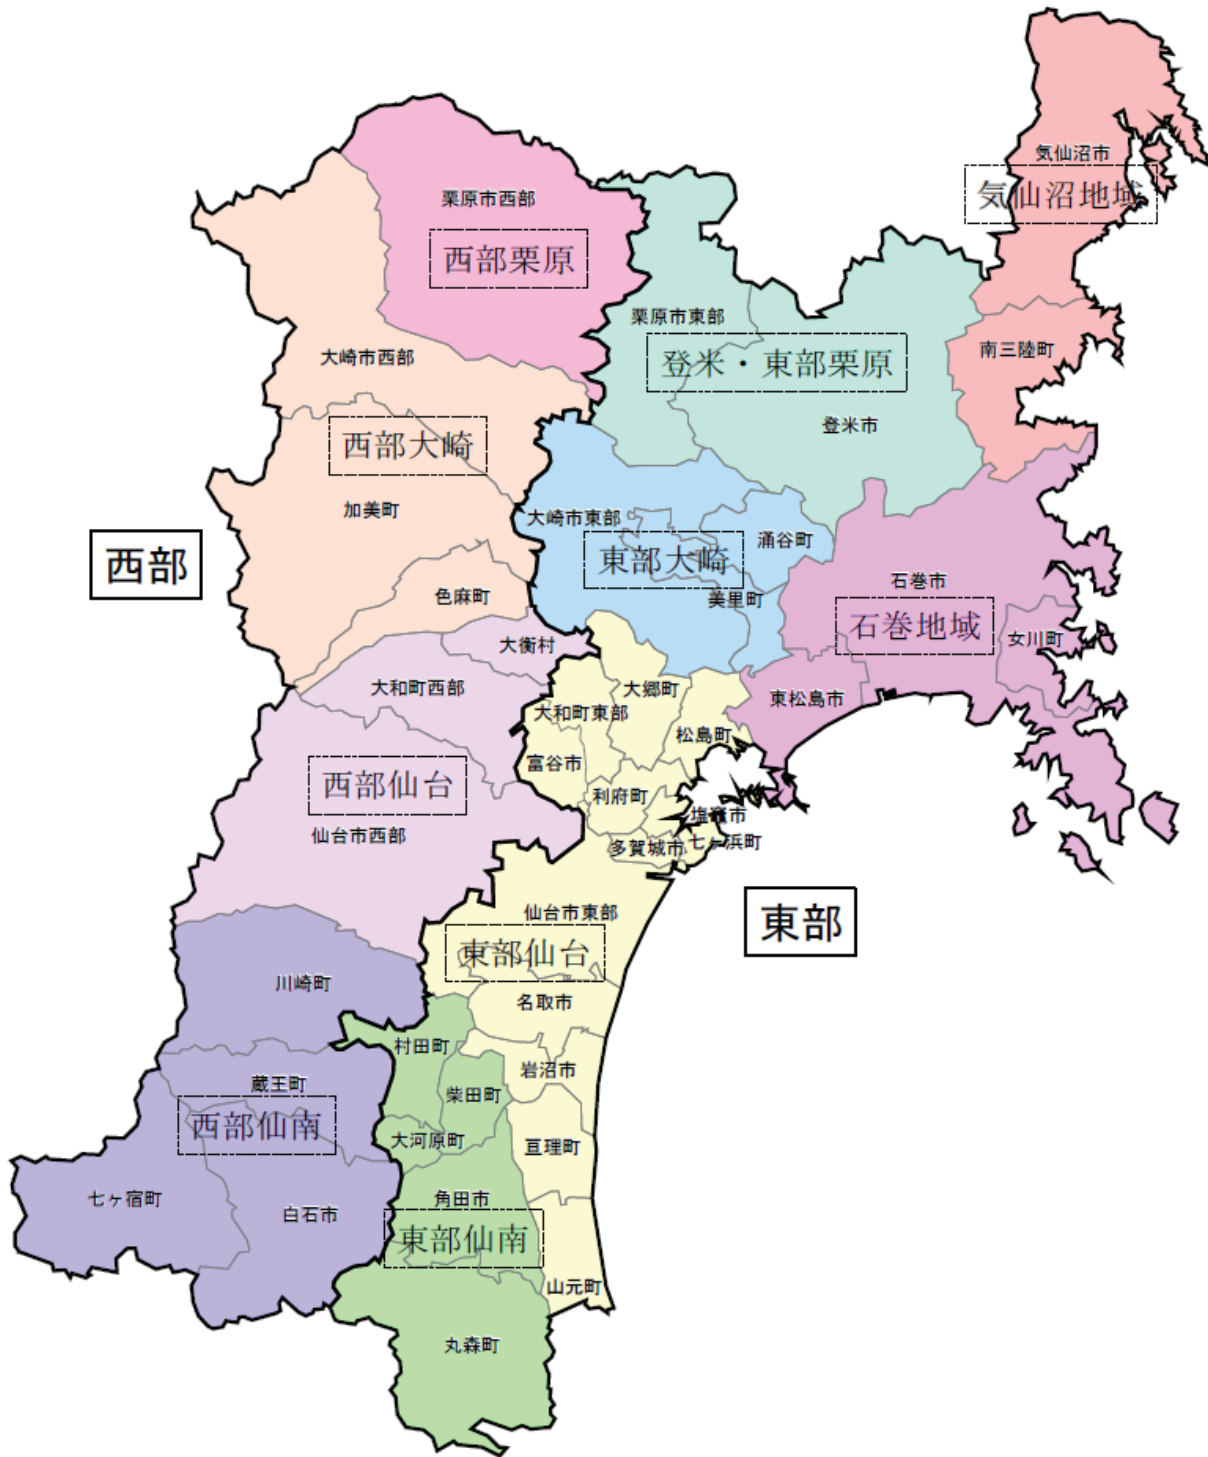 気仙沼市
気仙沼地域
栗原市西部
西部栗原
栗原市東部
登米・東部栗原
南三陸町
大崎市西部
西部大崎
登米市
加美町
大崎市東部
東部大崎
涌谷町
西部
石巻市
色麻町
美里町
石巻地域
大衡村
女川町
大和町西部
大郷町
東松島市
大和町東部
松島町
富谷市
西部仙台
利府町
塩竈市
仙台市西部
多賀城市
七ヶ浜町
仙台市東部
東部
東部仙台
川崎町
名取市
村田町
岩沼市
蔵王町
柴田町
西部仙南
大河原町
亘理町
七ヶ宿町
角田市
白石市
東部仙南
山元町
丸森町